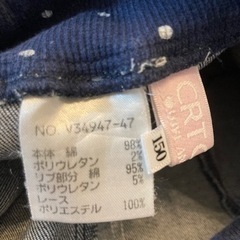 NO. V34947-47
本体 綿 98%
ポリウレタン 2%
リブ部分 綿 95%
ポリウレタン 5%
レース
ポリエステル 100%
150
CRT